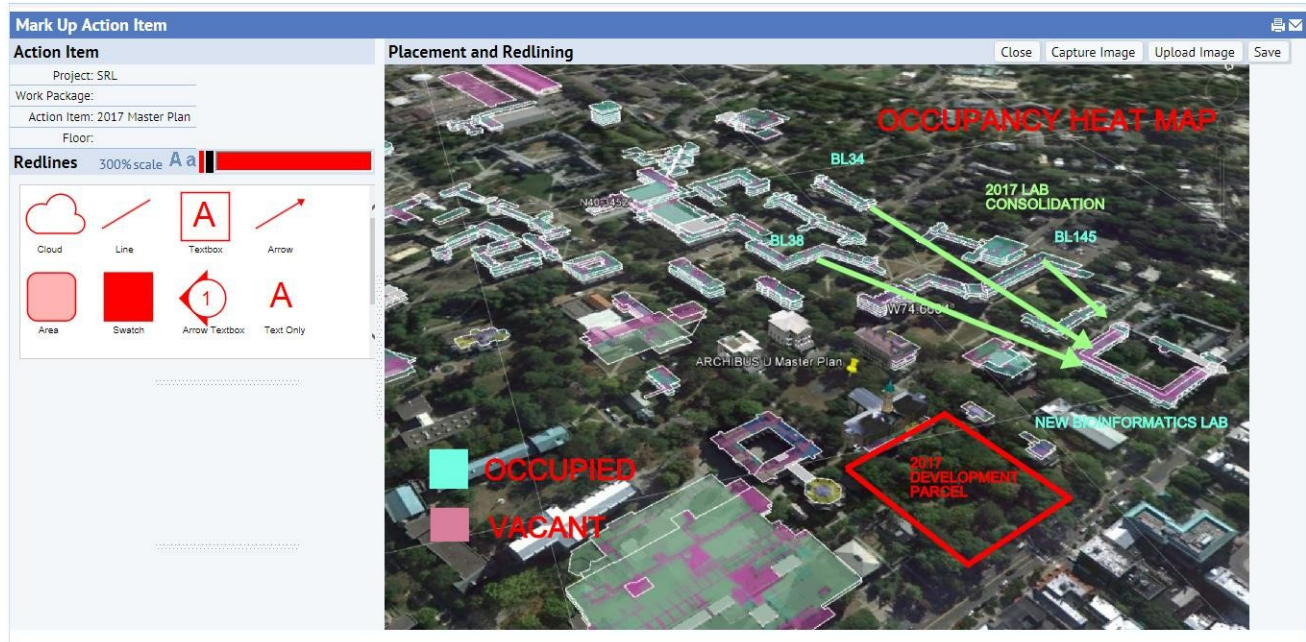 Mark Up Action Item
Action Item
Project: SRL
Work Package:
Action Item: 2017 Master Plan
Floor:
Redlines 300% scale A a
A
Cloud Line Textbox Arrow
1 A
Area Swatch Arrow Textbox Text Only
Placement and Redlining
Close Capture Image Upload Image Save
OCCUPANCY HEAT MAP
BL34
2017 LAB
CONSOLIDATION
BL38
BL145
ARCHIBUS U Master Plan
NEW BIOINFORMATICS LAB
2017
DEVELOPMENT
PARCEL
OCCUPIED
VACANT